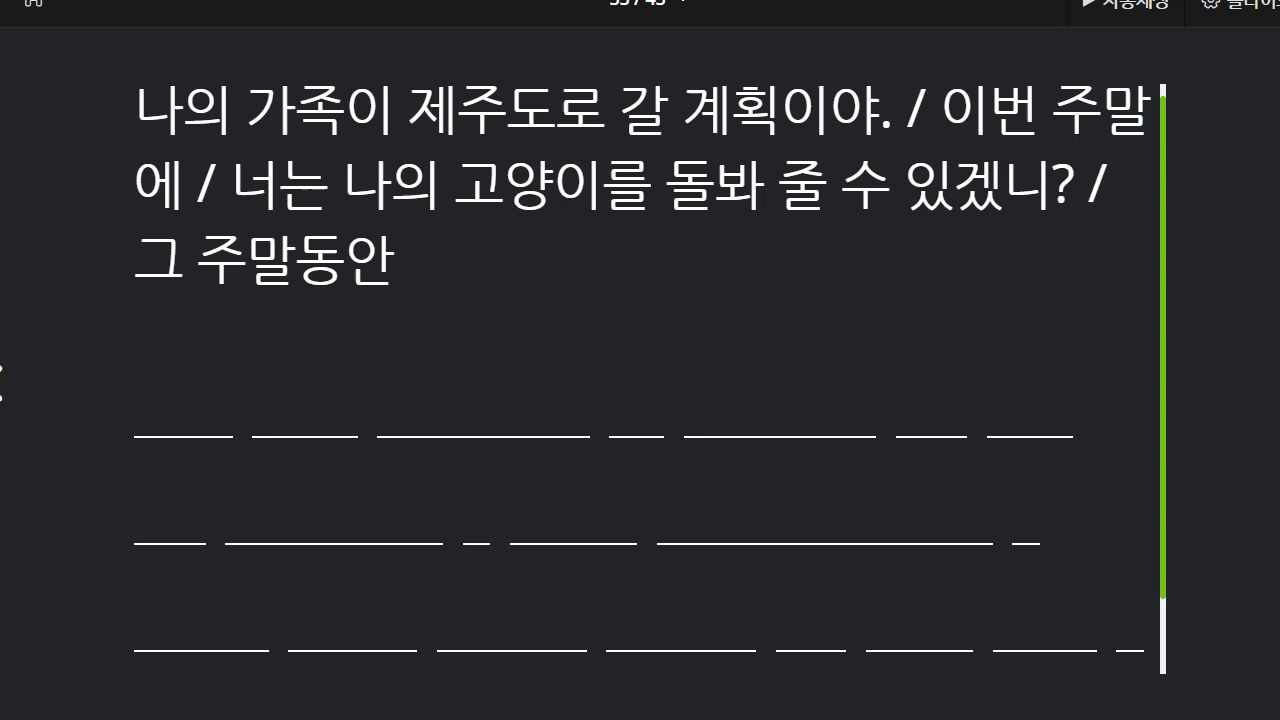 나의 가족이 제주도로 갈 계획이야. / 이번 주말
에 / 너는 나의 고양이를 돌봐 줄 수 있겠니? /
그 주말동안